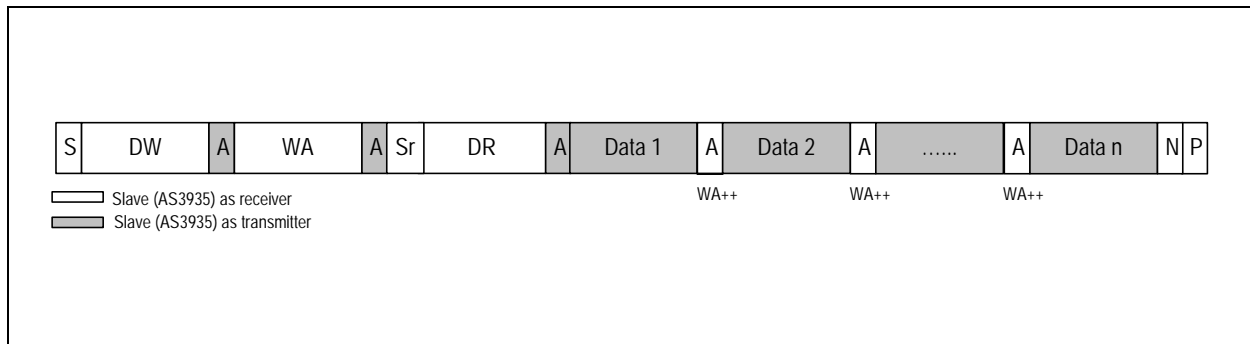 S DW A WA A Sr DR A Data 1 A Data 2 A …... A Data n N P
WA++ WA++ WA++
Slave (AS3935) as receiver
Slave (AS3935) as transmitter